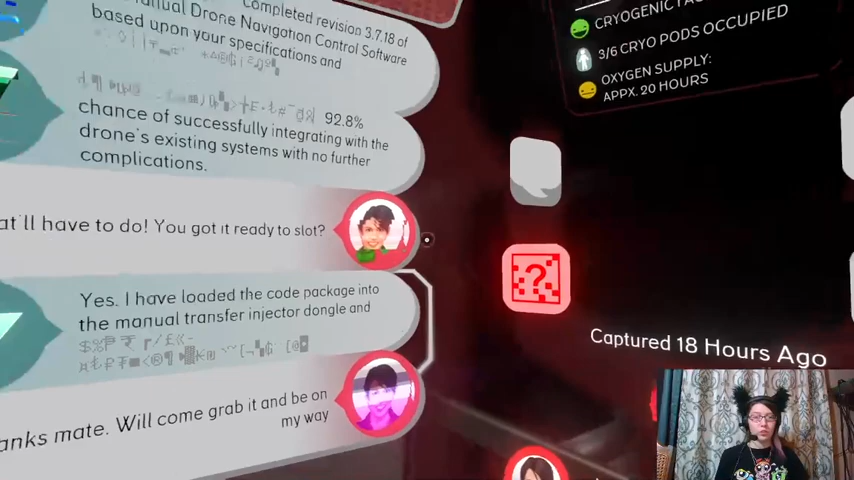 Completed revision 3.7.18 of
Manual Drone Navigation Control Software
based upon your specifications and
92.8%
chance of successfully integrating with the
drone's existing systems with no further
complications.
at'll have to do! You got it ready to slot?
Yes. I have loaded the code package into
the manual transfer injector dongle and
anks mate. Will come grab it and be on
my way
3/6 CRYO PODS OCCUPIED
OXYGEN SUPPLY:
APPX. 20 HOURS
?
Captured 18 Hours Ago